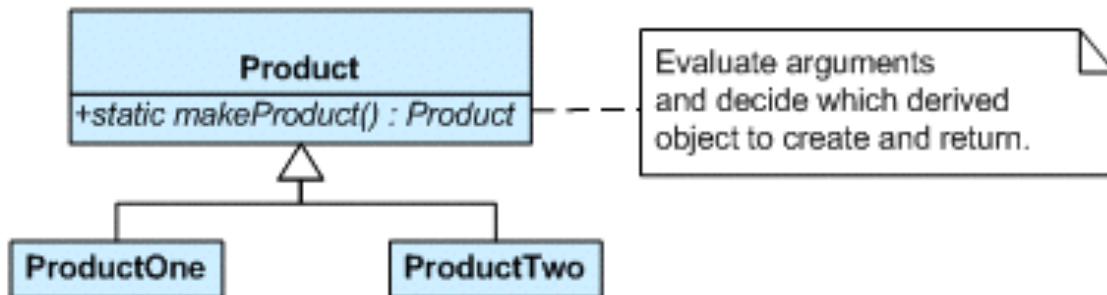 Product
+static makeProduct() : Product
Evaluate arguments
and decide which derived
object to create and return.
ProductOne
ProductTwo